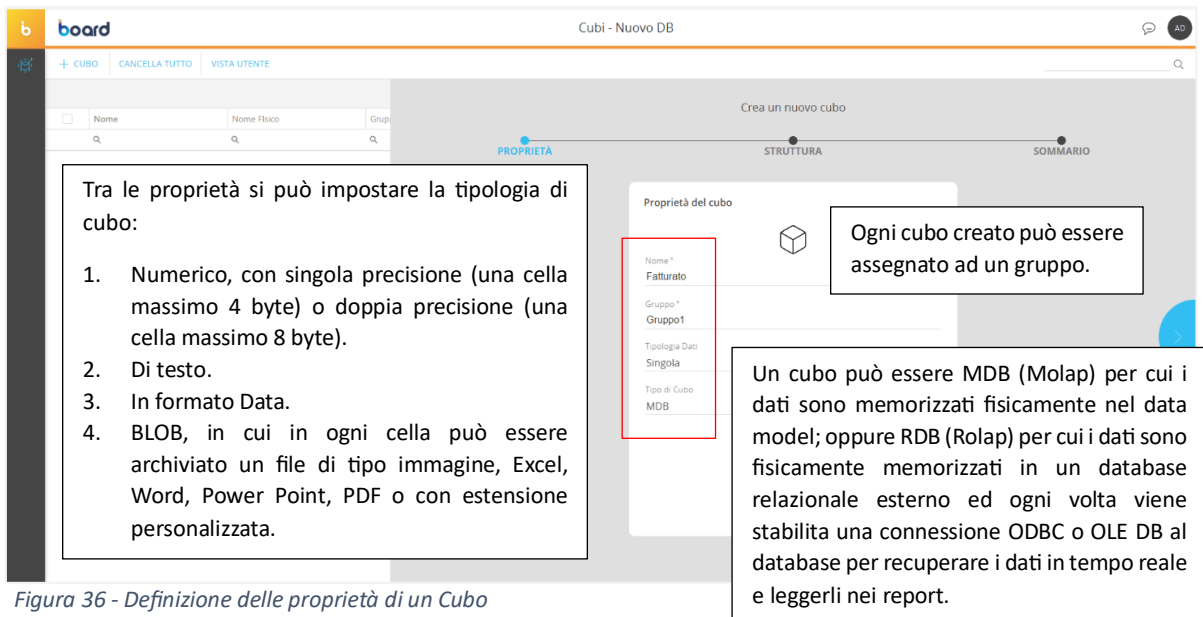 b
board
Cubi - Nuovo DB
AD
+ CUBO
CANCELLA TUTTO
VISTA UTENTE
Nome
Nome Fisico
Grup
Crea un nuovo cubo
PROPRIETÀ
STRUTTURA
SOMMARIO
Tra le proprietà si può impostare la tipologia di
cubo:
1. Numerico, con singola precisione (una cella
massimo 4 byte) o doppia precisione (una
cella massimo 8 byte).
2. Di testo.
3. In formato Data.
4. BLOB, in cui in ogni cella può essere
archiviato un file di tipo immagine, Excel,
Word, Power Point, PDF o con estensione
personalizzata.
Proprietà del cubo
Nome *
Fatturato
Gruppo *
Gruppo1
Tipologia Dati
Singola
Tipo di Cubo
MDB
Ogni cubo creato può essere
assegnato ad un gruppo.
Un cubo può essere MDB (Molap) per cui i
dati sono memorizzati fisicamente nel data
model; oppure RDB (Rolap) per cui i dati sono
fisicamente memorizzati in un database
relazionale esterno ed ogni volta viene
stabilita una connessione ODBC o OLE DB al
database per recuperare i dati in tempo reale
e leggerli nei report.
Figura 36 - Definizione delle proprietà di un Cubo